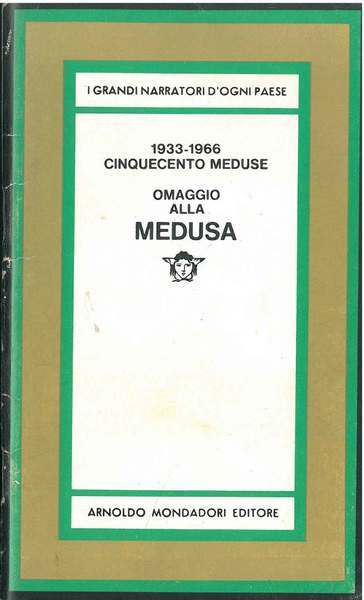 I GRANDI NARRATORI D'OGNI PAESE
1933-1966
CINQUECENTO MEDUSE
OMAGGIO
ALLA
MEDUSA
ARNOLDO MONDADORI EDITORE